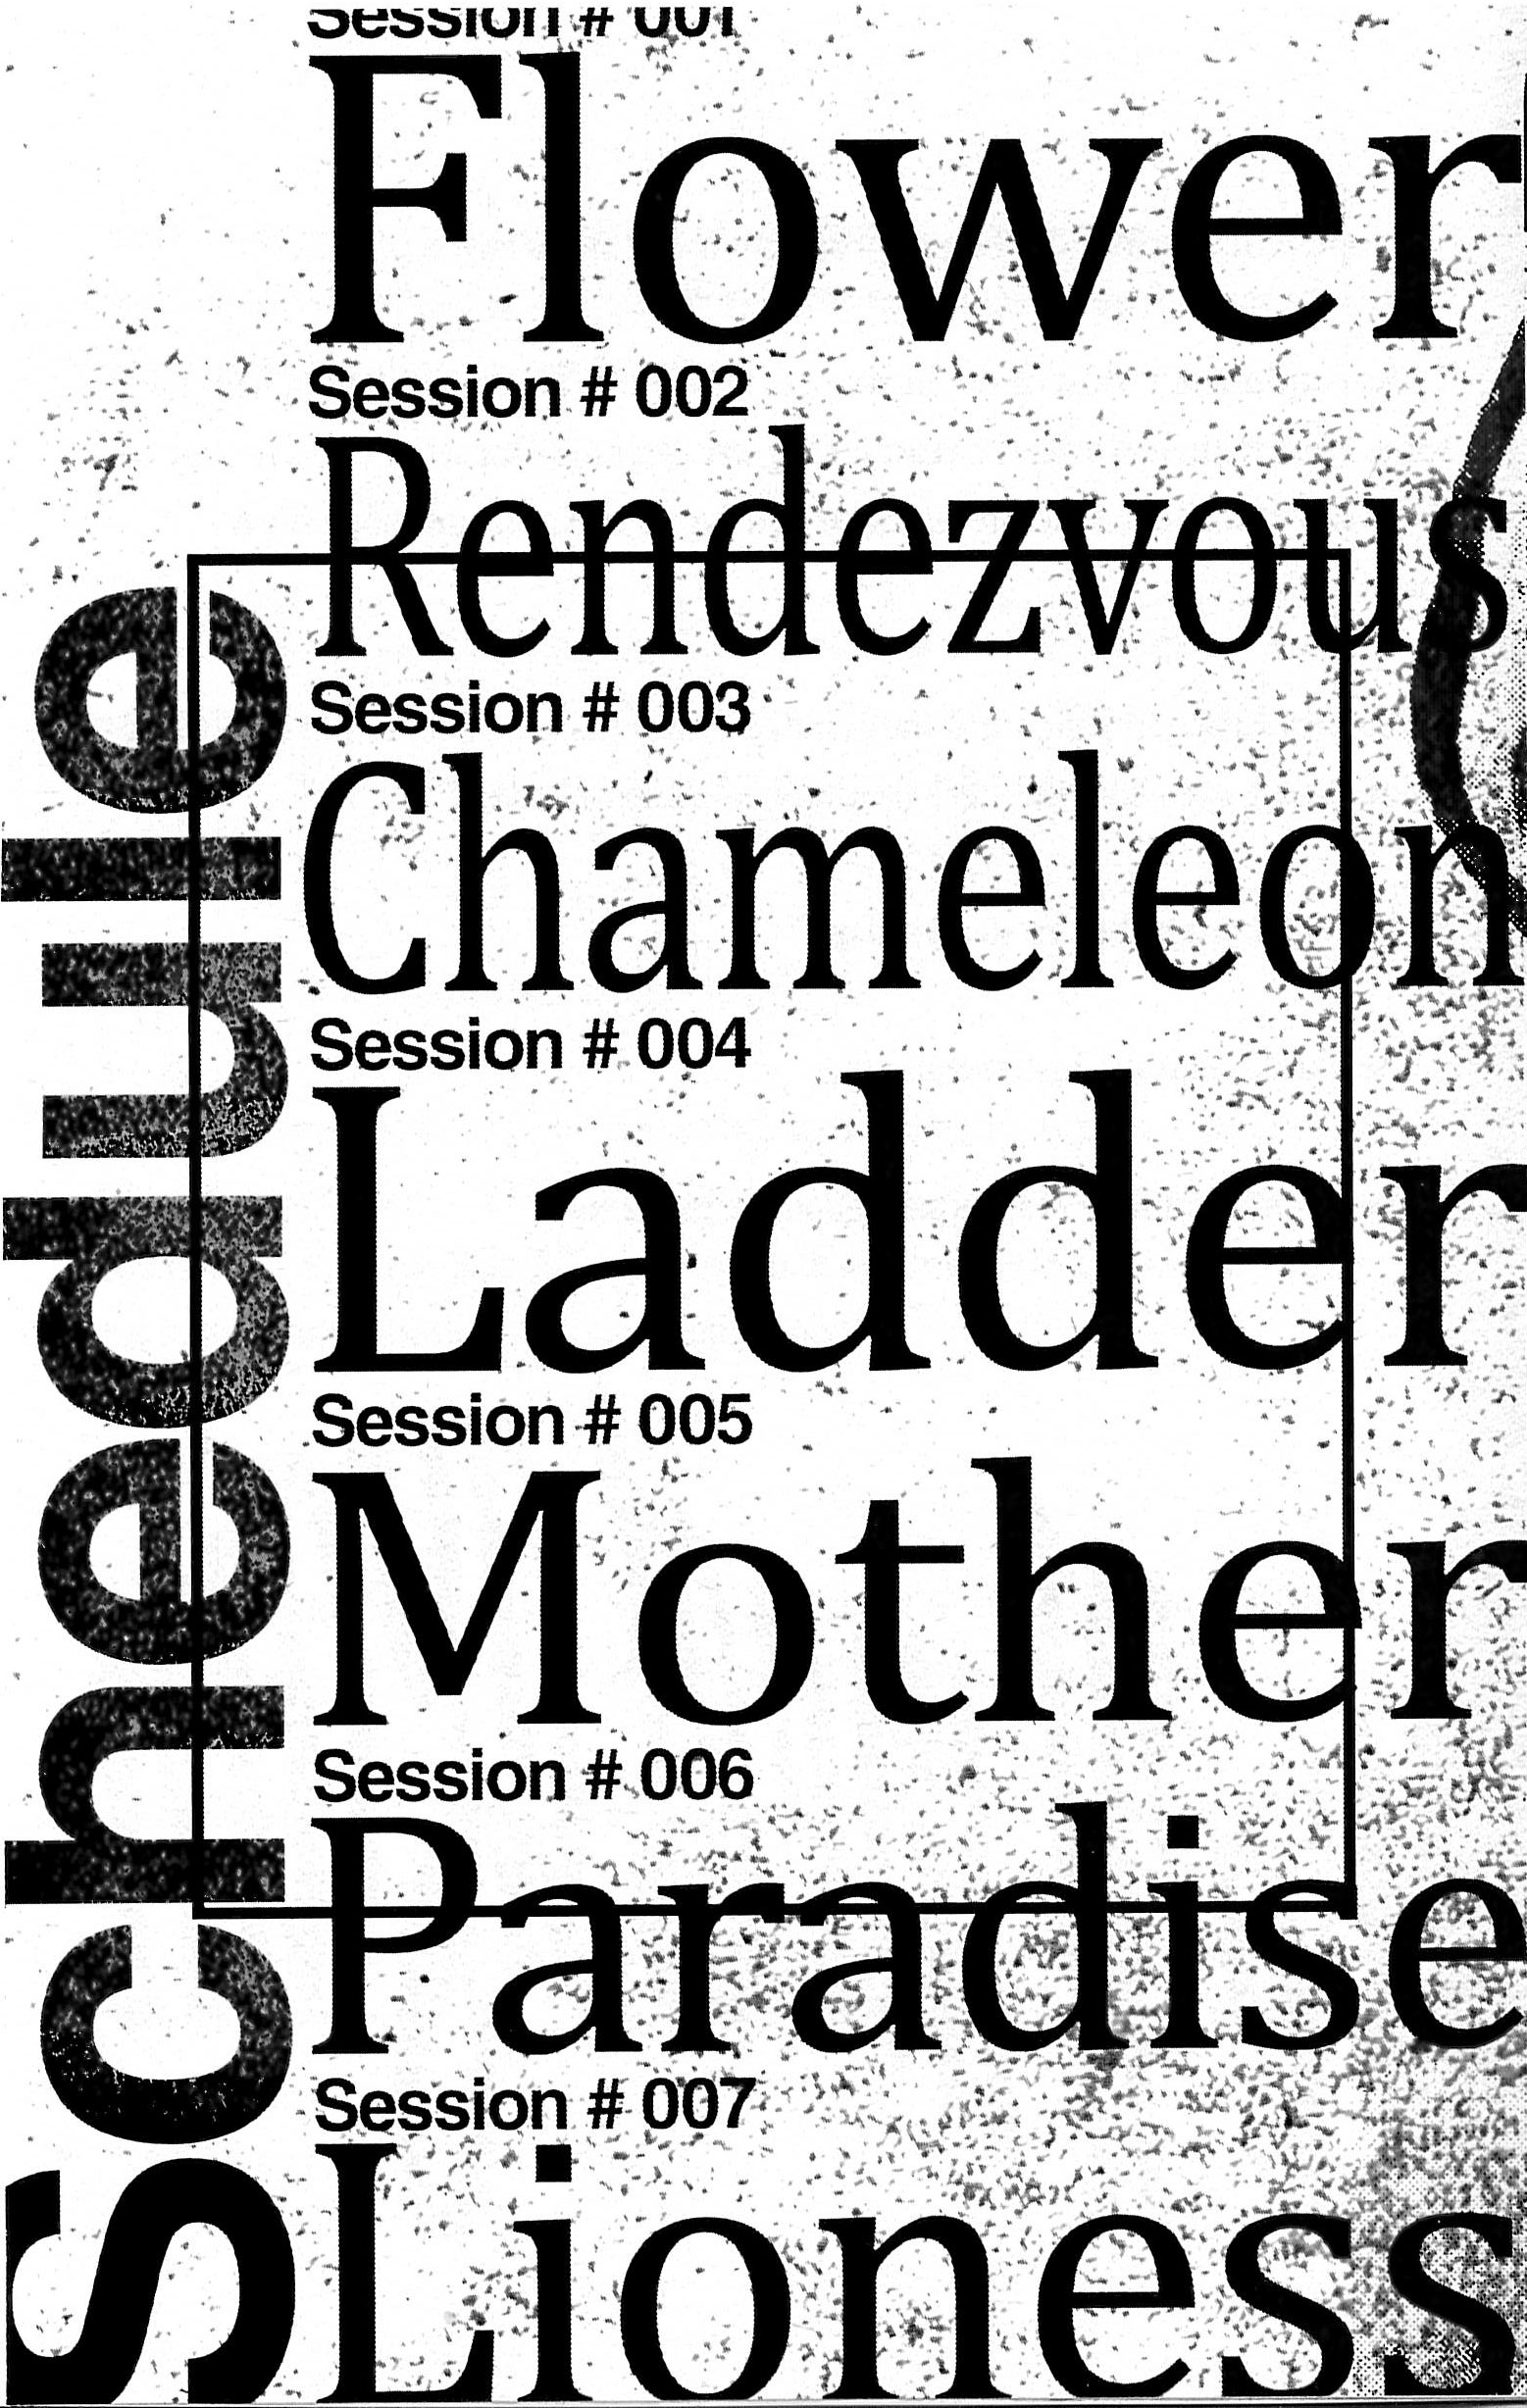 Session # 001
Flower
Session # 002
Rendezvous
Session # 003
Chameleon
Session # 004
Ladder
Session # 005
Mother
Session # 006
Paradise
Session # 007
Lioness
Schedule